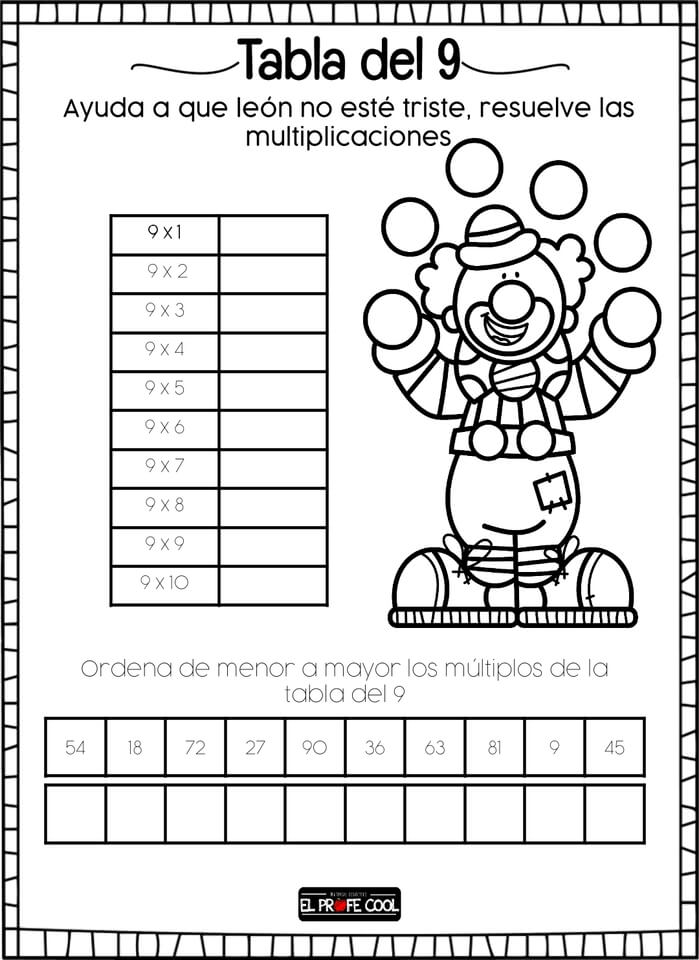 Tabla del 9
Ayuda a que león no esté triste, resuelve las
multiplicaciones
9 x 1
9 x 2
9 x 3
9 x 4
9 x 5
9 x 6
9 x 7
9 x 8
9 x 9
9 x 10
Ordena de menor a mayor los múltiplos de la
tabla del 9
54 18 72 27 90 36 63 81 9 45
EL PROFE COOL